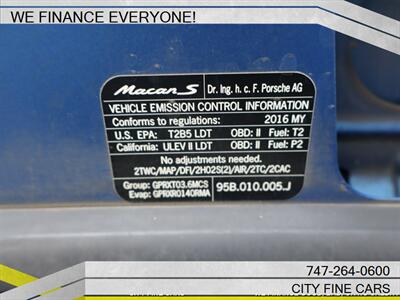 WE FINANCE EVERYONE!
Macan S Dr. Ing. h. c. F. Porsche AG
VEHICLE EMISSION CONTROL INFORMATION
Conforms to regulations: 2016 MY
U.S. EPA: T2B5 LDT OBD: II Fuel: T2
California: ULEV II LDT OBD: II Fuel: P2
No adjustments needed.
2TWC/MAP/DFI/2HO2S(2)/AIR/2TC/2CAC
Group: GPRXT03.6MCS
Evap: GPRXR0140RMA 95B.010.005.J
747-264-0600
CITY FINE CARS